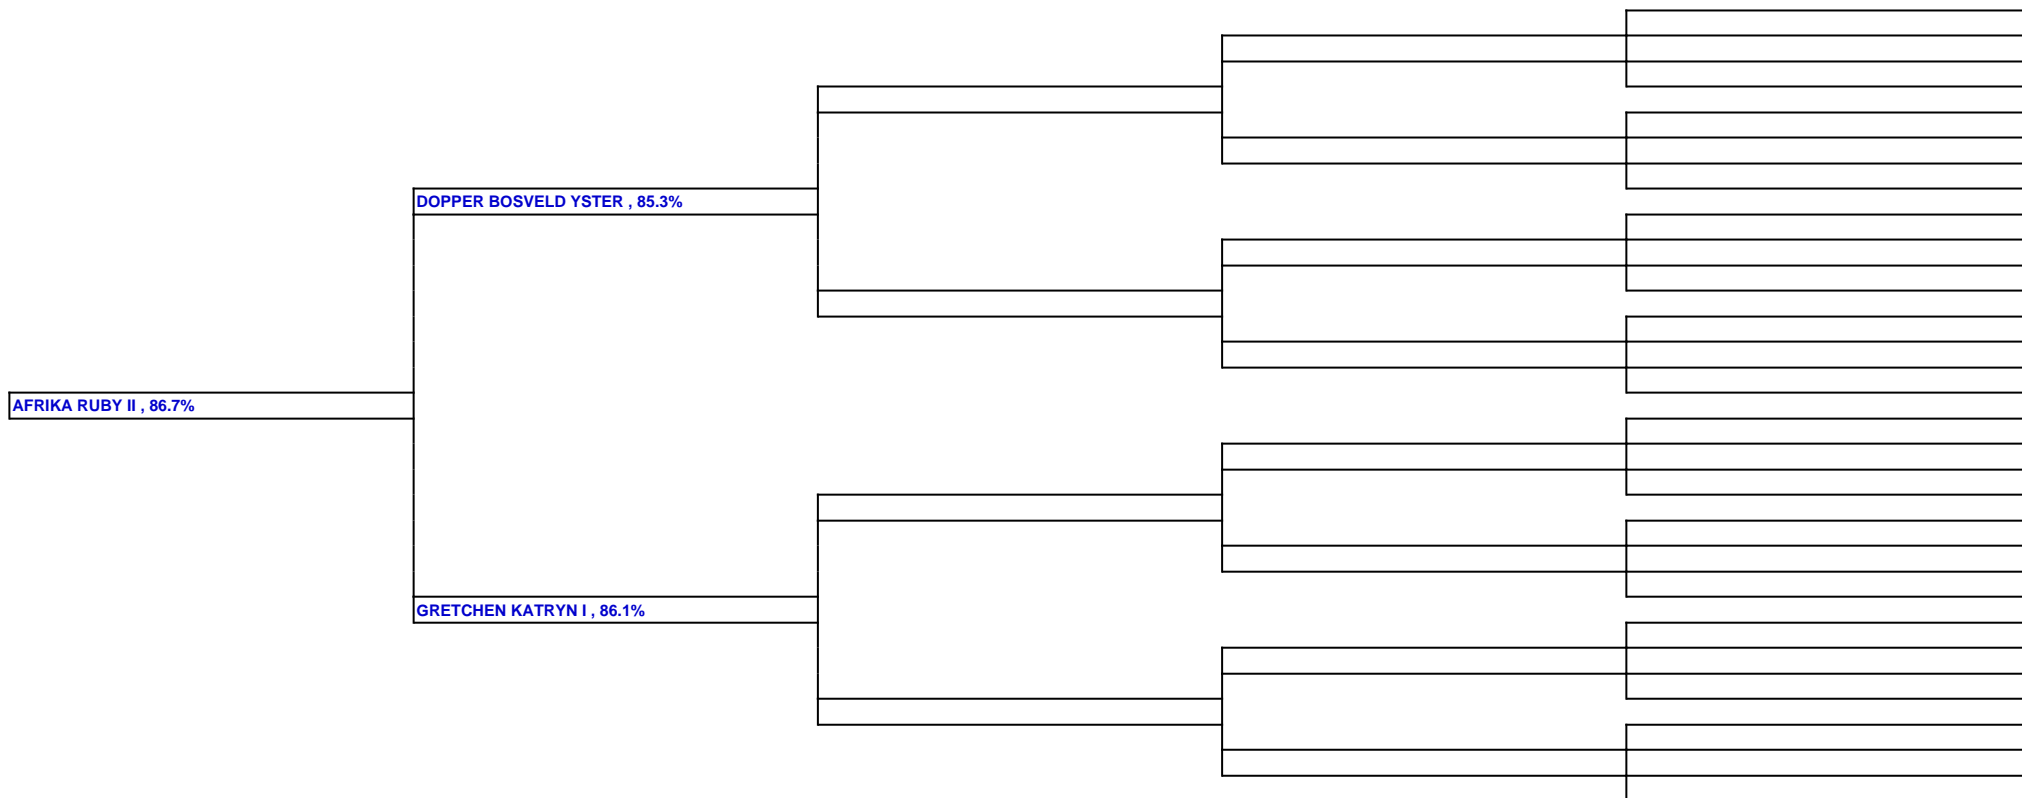 DOPPER BOSVELD YSTER , 85.3%
AFRIKA RUBY II , 86.7%
GRETCHEN KATRYN I , 86.1%